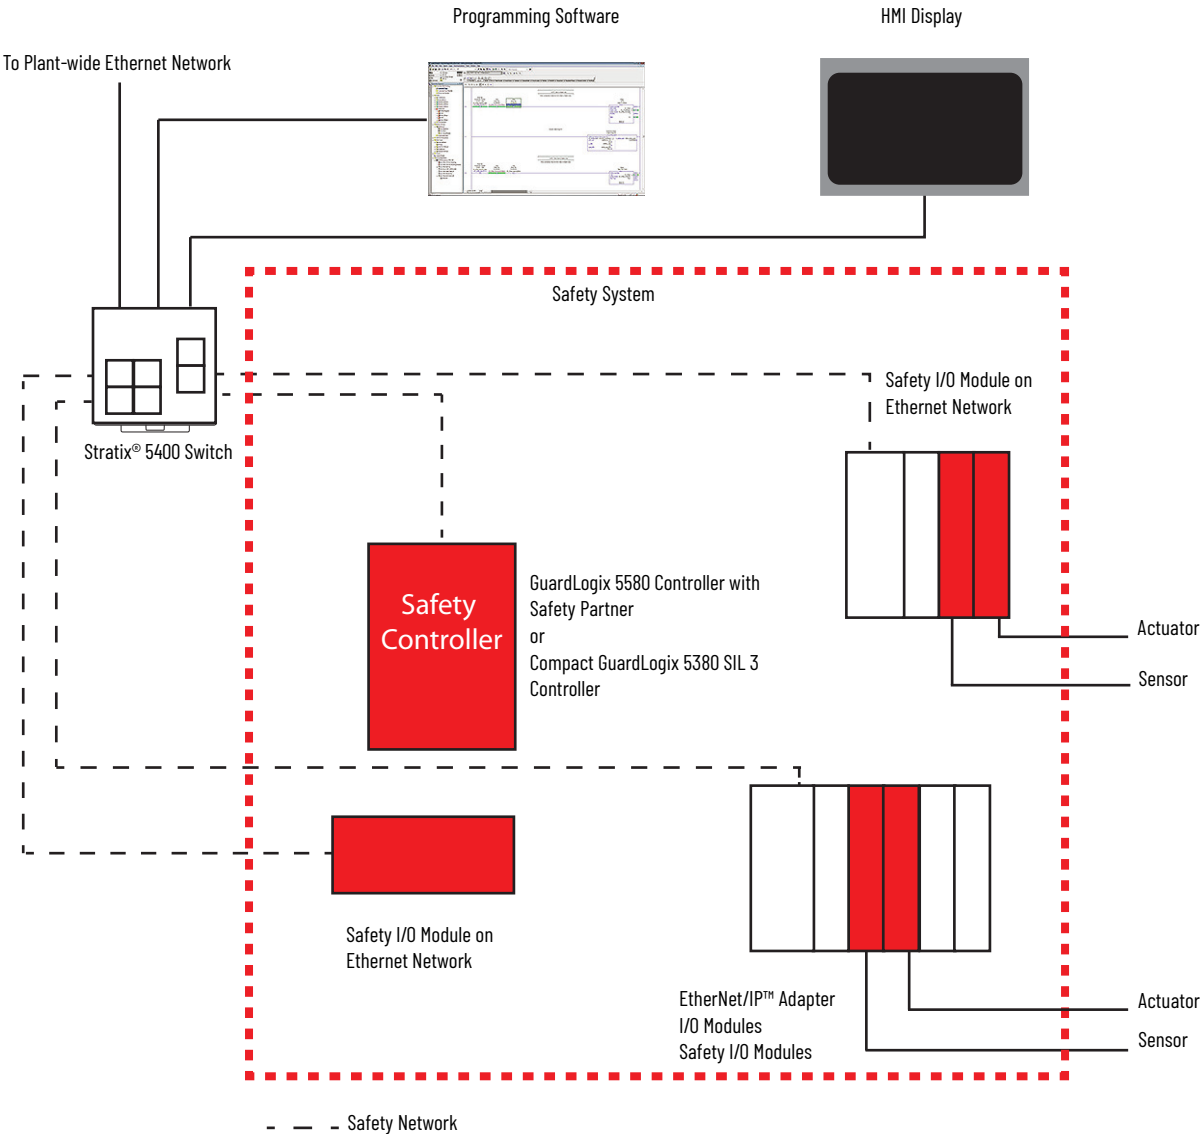 Programming Software
HMI Display
To Plant-wide Ethernet Network
Safety System
Safety I/O Module on
Ethernet Network
Stratix® 5400 Switch
Safety
Controller
GuardLogix 5580 Controller with
Safety Partner
or
Compact GuardLogix 5380 SIL 3
Controller
Actuator
Sensor
Safety I/O Module on
Ethernet Network
EtherNet/IP™ Adapter
I/O Modules
Safety I/O Modules
Actuator
Sensor
Safety Network